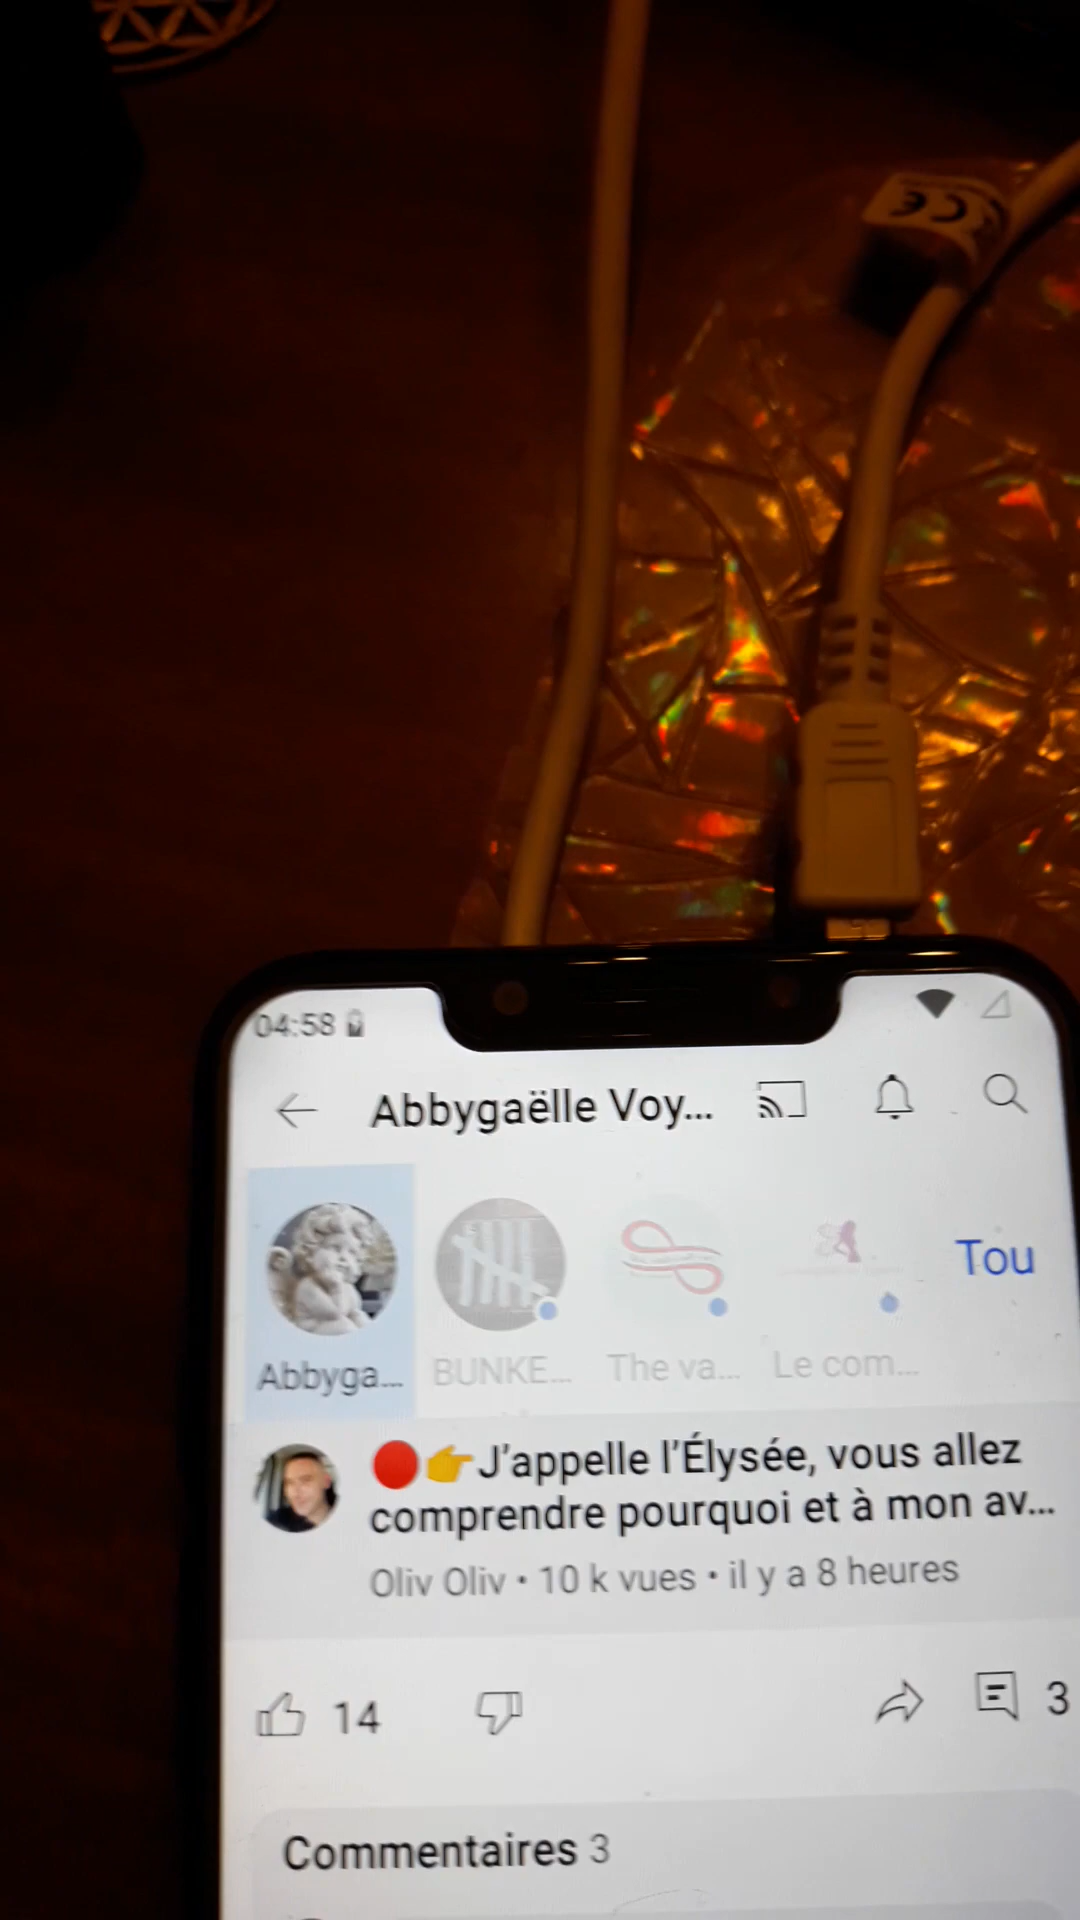 CE
04:58
Abbygaëlle Voy...
Tou
Abbyga...
BUNKE...
The va...
Le com...
🔴👉J'appelle l'Élysée, vous allez
comprendre pourquoi et à mon av...
Oliv Oliv • 10 k vues • il y a 8 heures
14
3
Commentaires 3